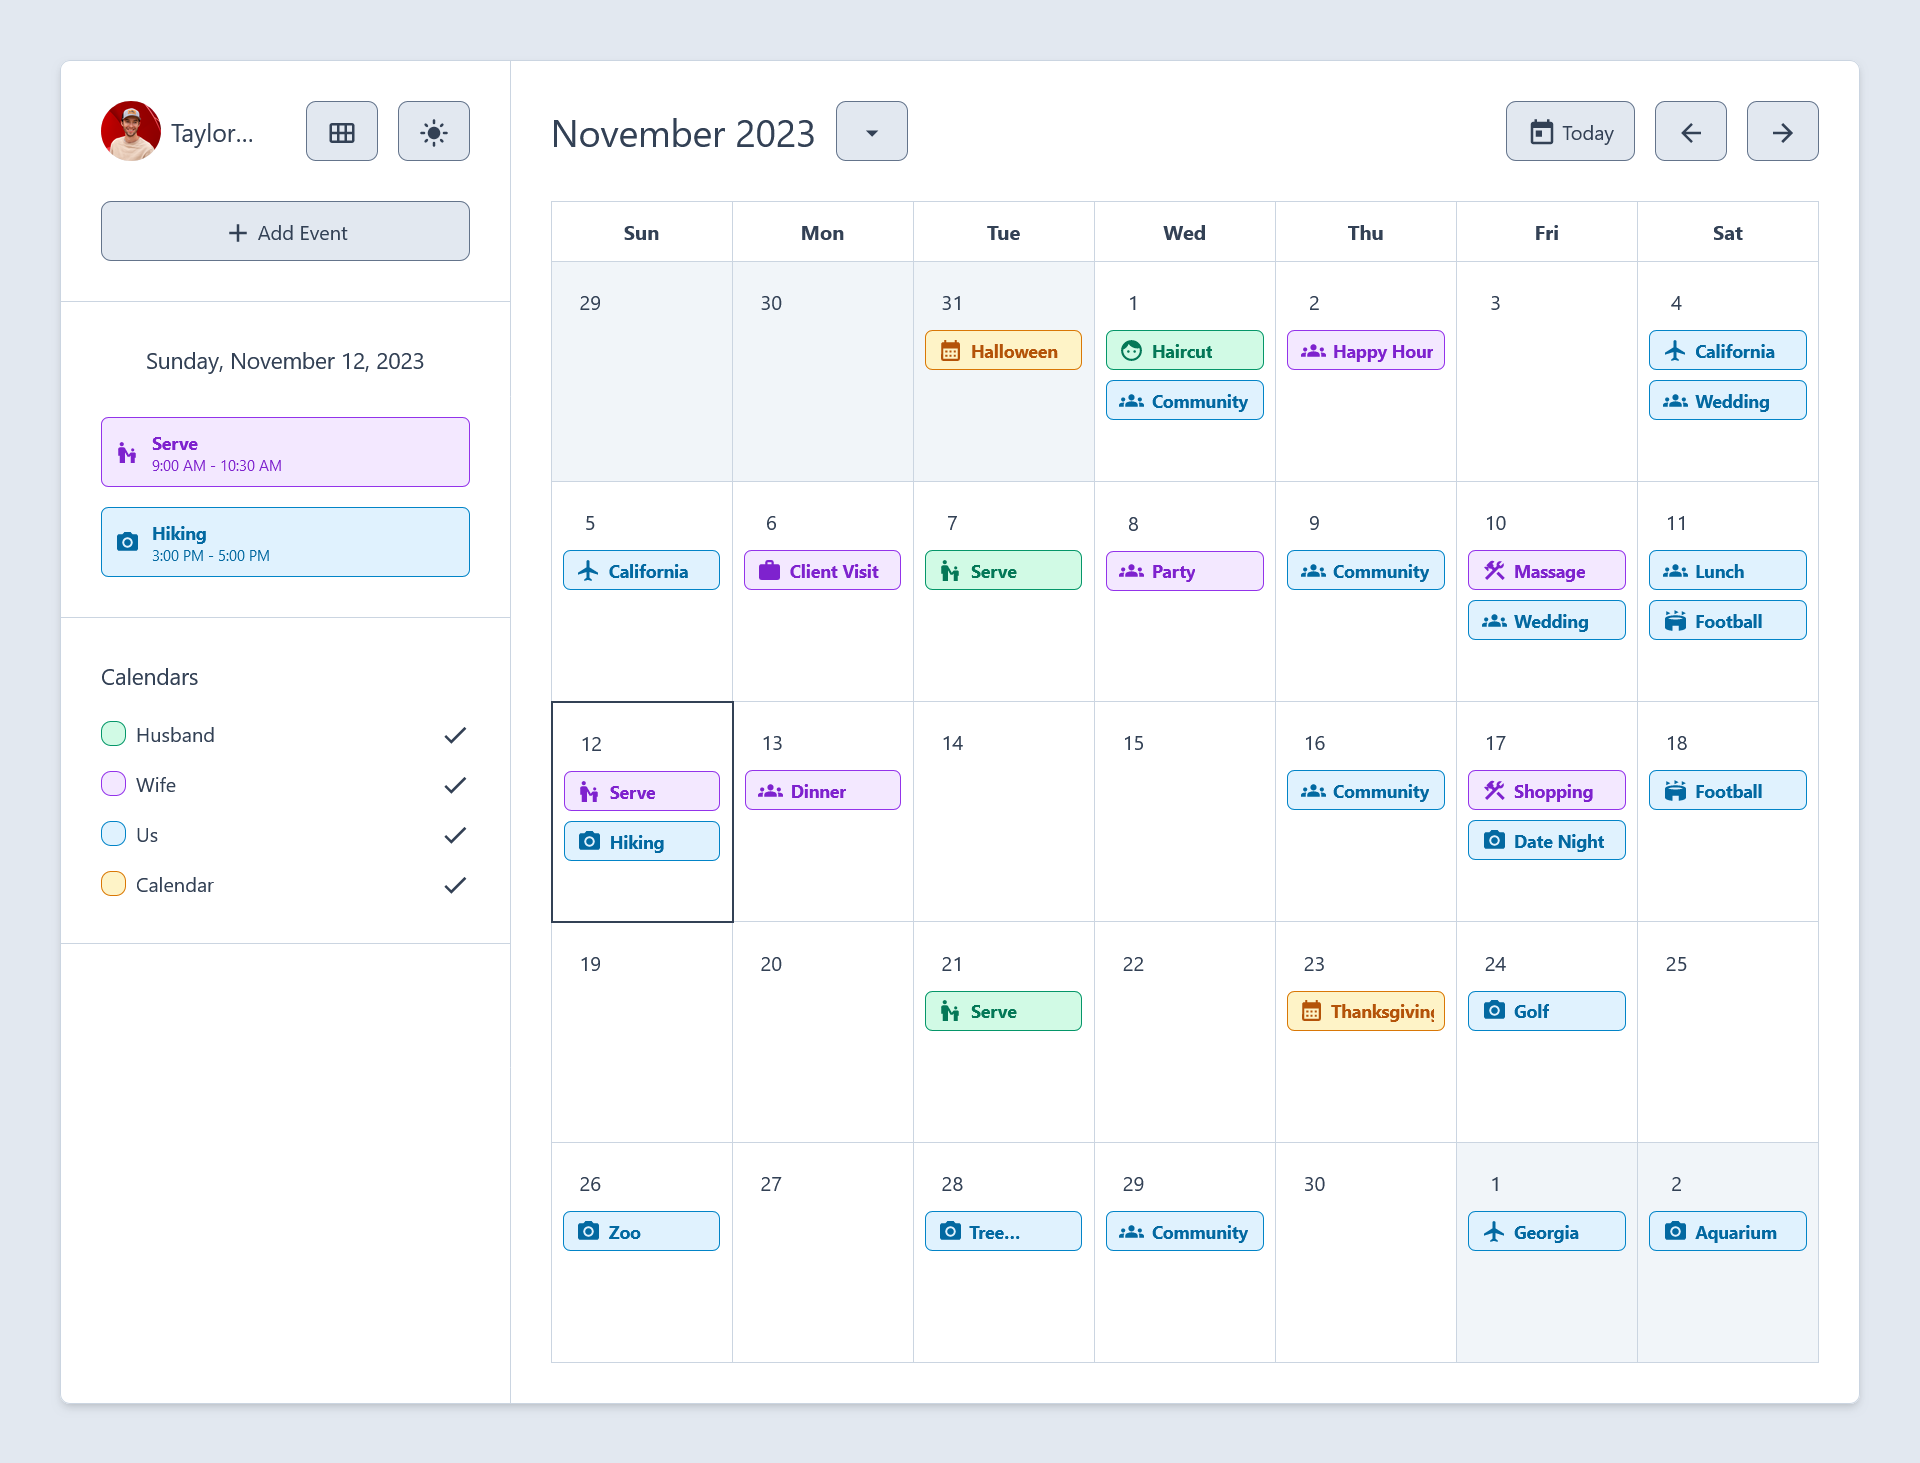 Taylor...
Add Event
Sunday, November 12, 2023
Serve
9:00 AM - 10:30 AM
Hiking
3:00 PM - 5:00 PM
Calendars
Husband
Wife
Us
Calendar
November 2023
Today
Sun Mon Tue Wed Thu Fri Sat
29 30 31 1 2 3 4
Halloween Haircut Happy Hour California
Community Wedding
5 6 7 8 9 10 11
California Client Visit Serve Party Community Massage Lunch
Wedding Football
12 13 14 15 16 17 18
Serve Dinner Community Shopping Football
Hiking Date Night
19 20 21 22 23 24 25
Serve Thanksgiving Golf
26 27 28 29 30 1 2
Zoo Tree... Community Georgia Aquarium